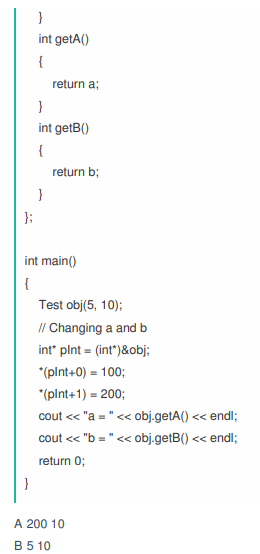 }
int getA()
{
return a;
}
int getB()
{
return b;
}
};
int main()
{
Test obj(5, 10);
// Changing a and b
int* pInt = (int*)&obj;
*(pInt+0) = 100;
*(pInt+1) = 200;
cout << "a = " << obj.getA() << endl;
cout << "b = " << obj.getB() << endl;
return 0;
}
A 200 10
B 5 10